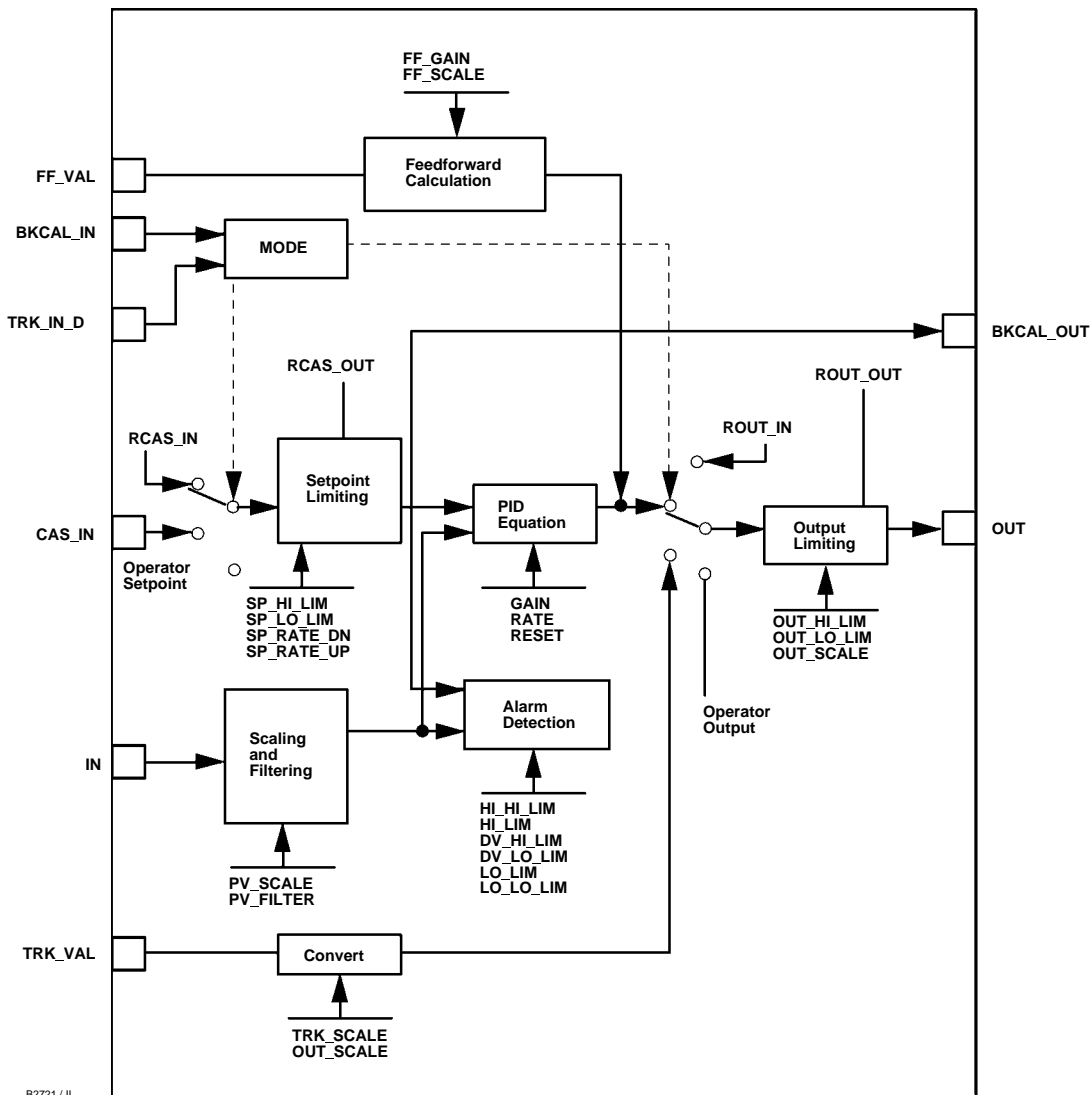 FF_GAIN
FF_SCALE
FF_VAL
Feedforward
Calculation
BKCAL_IN
MODE
TRK_IN_D
BKCAL_OUT
RCAS_OUT
ROUT_OUT
RCAS_IN
ROUT_IN
Setpoint
Limiting
PID
Equation
Output
Limiting
CAS_IN
OUT
Operator
Setpoint
SP_HI_LIM
SP_LO_LIM
SP_RATE_DN
SP_RATE_UP
GAIN
RATE
RESET
OUT_HI_LIM
OUT_LO_LIM
OUT_SCALE
Alarm
Detection
Operator
Output
IN
Scaling
and
Filtering
HI_HI_LIM
HI_LIM
DV_HI_LIM
DV_LO_LIM
LO_LIM
LO_LO_LIM
PV_SCALE
PV_FILTER
TRK_VAL
Convert
TRK_SCALE
OUT_SCALE